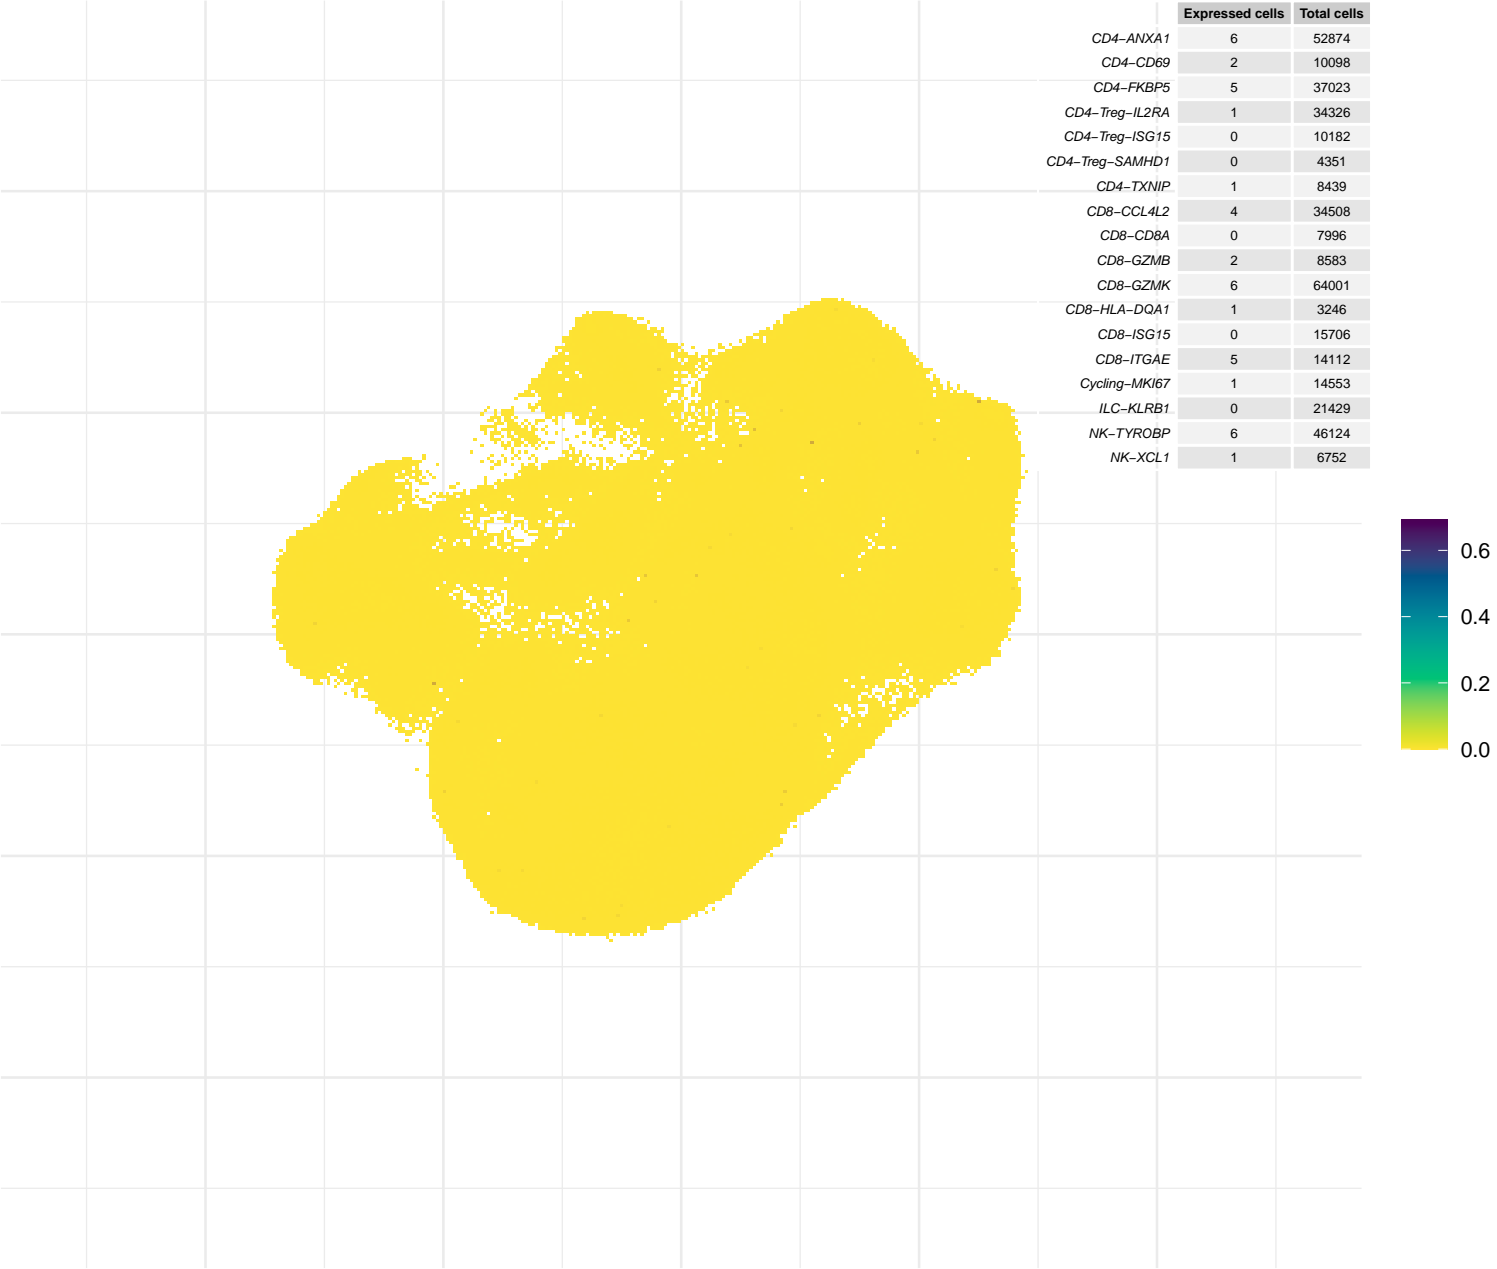 Expressed cells Total cells
CD4−ANXA1 6 52874
CD4−CD69 2 10098
CD4−FKBP5 5 37023
CD4−Treg−IL2RA 1 34326
CD4−Treg−ISG15 0 10182
CD4−Treg−SAMHD1 0 4351
CD4−TXNIP 1 8439
CD8−CCL4L2 4 34508
CD8−CD8A 0 7996
CD8−GZMB 2 8583
CD8−GZMK 6 64001
CD8−HLA−DQA1 1 3246
CD8−ISG15 0 15706
CD8−ITGAE 5 14112
Cycling−MKI67 1 14553
ILC−KLRB1 0 21429
NK−TYROBP 6 46124
NK−XCL1 1 6752
0.6
0.4
0.2
0.0